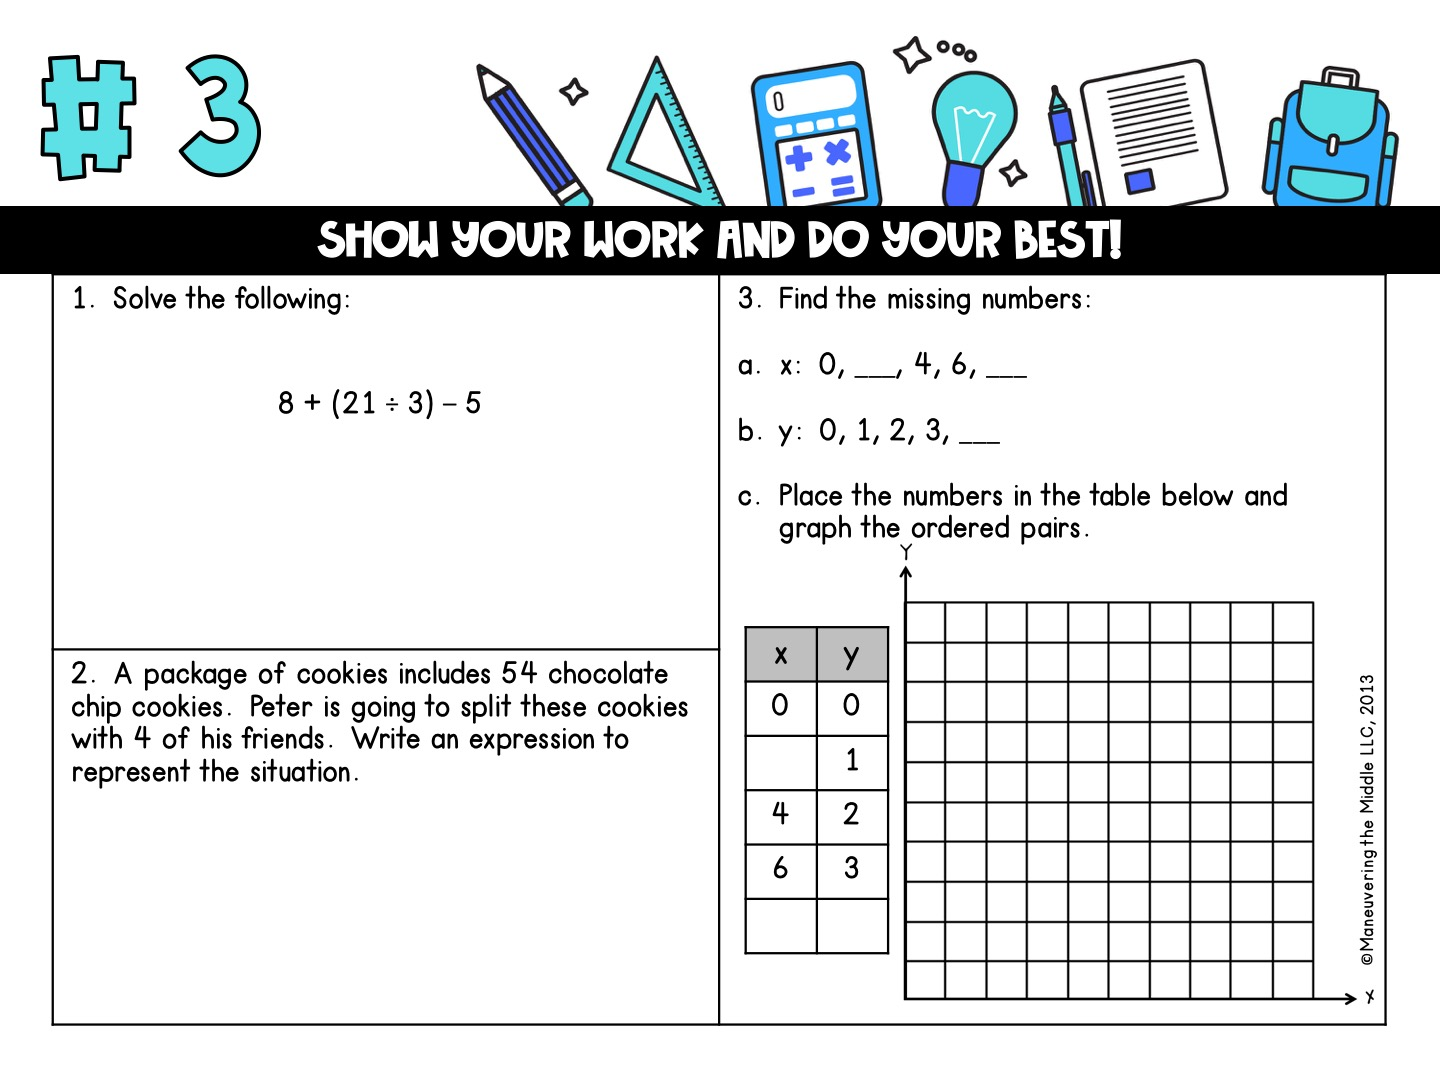 # 3
SHOW YOUR WORK AND DO YOUR BEST!
1. Solve the following:
8 + (21 ÷ 3) – 5
2. A package of cookies includes 54 chocolate
chip cookies. Peter is going to split these cookies
with 4 of his friends. Write an expression to
represent the situation.
3. Find the missing numbers:
a. x: 0, ___, 4, 6, ___
b. y: 0, 1, 2, 3, ___
c. Place the numbers in the table below and
graph the ordered pairs.
x y
0 0
1
4 2
6 3
Y
X
©Maneuvering the Middle LLC, 2013
0